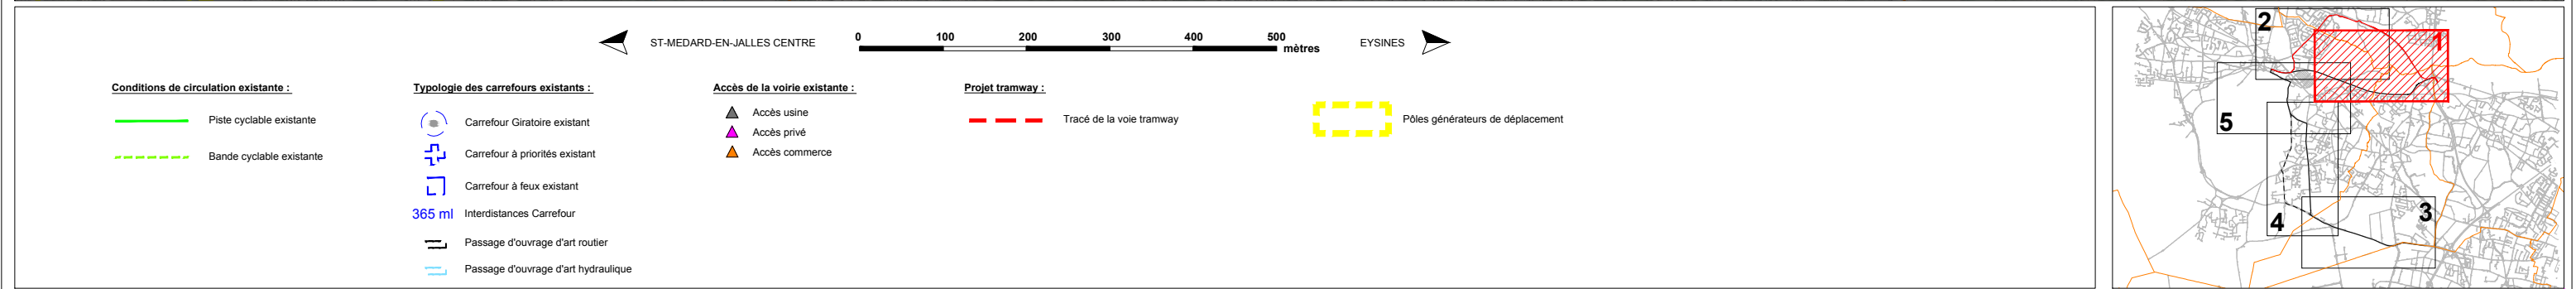 ST-MEDARD-EN-JALLES CENTRE
0 100 200 300 400 500 mètres
EYSINES
Conditions de circulation existante :
Piste cyclable existante
Bande cyclable existante
Typologie des carrefours existants :
Carrefour Giratoire existant
Carrefour à priorités existant
Carrefour à feux existant
365 ml Interdistances Carrefour
Passage d'ouvrage d'art routier
Passage d'ouvrage d'art hydraulique
Accès de la voirie existante :
Accès usine
Accès privé
Accès commerce
Projet tramway :
Tracé de la voie tramway
Pôles générateurs de déplacement
2
1
5
4
3